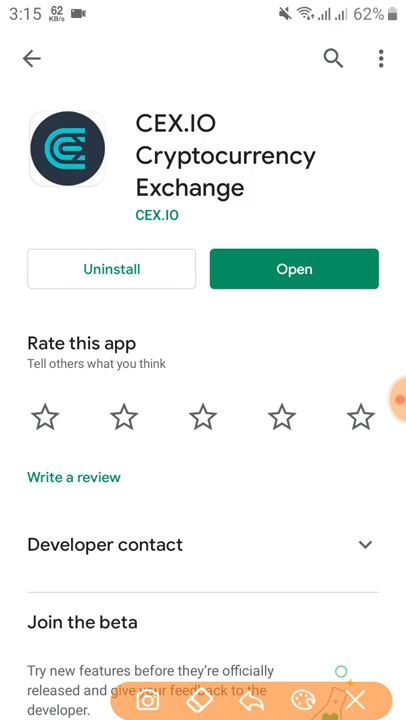 3:15 62 KB/s 62%
CEX.IO
Cryptocurrency
Exchange
CEX.IO
Uninstall
Open
Rate this app
Tell others what you think
Write a review
Developer contact
Join the beta
Try new features before they're officially
released and give your feedback to the
developer.